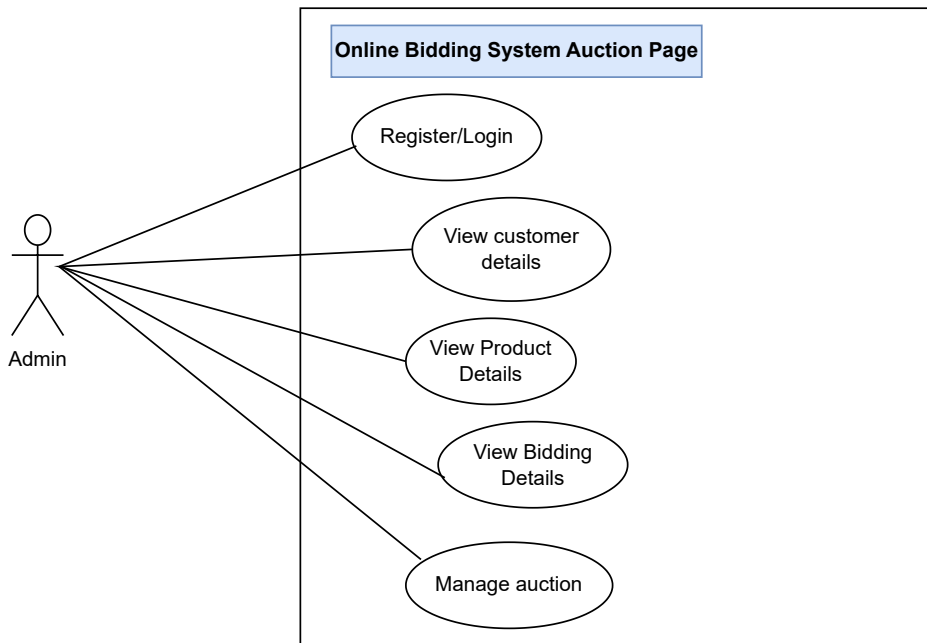 Online Bidding System Auction Page
Register/Login
View customer
details
Admin
View Product
Details
View Bidding
Details
Manage auction